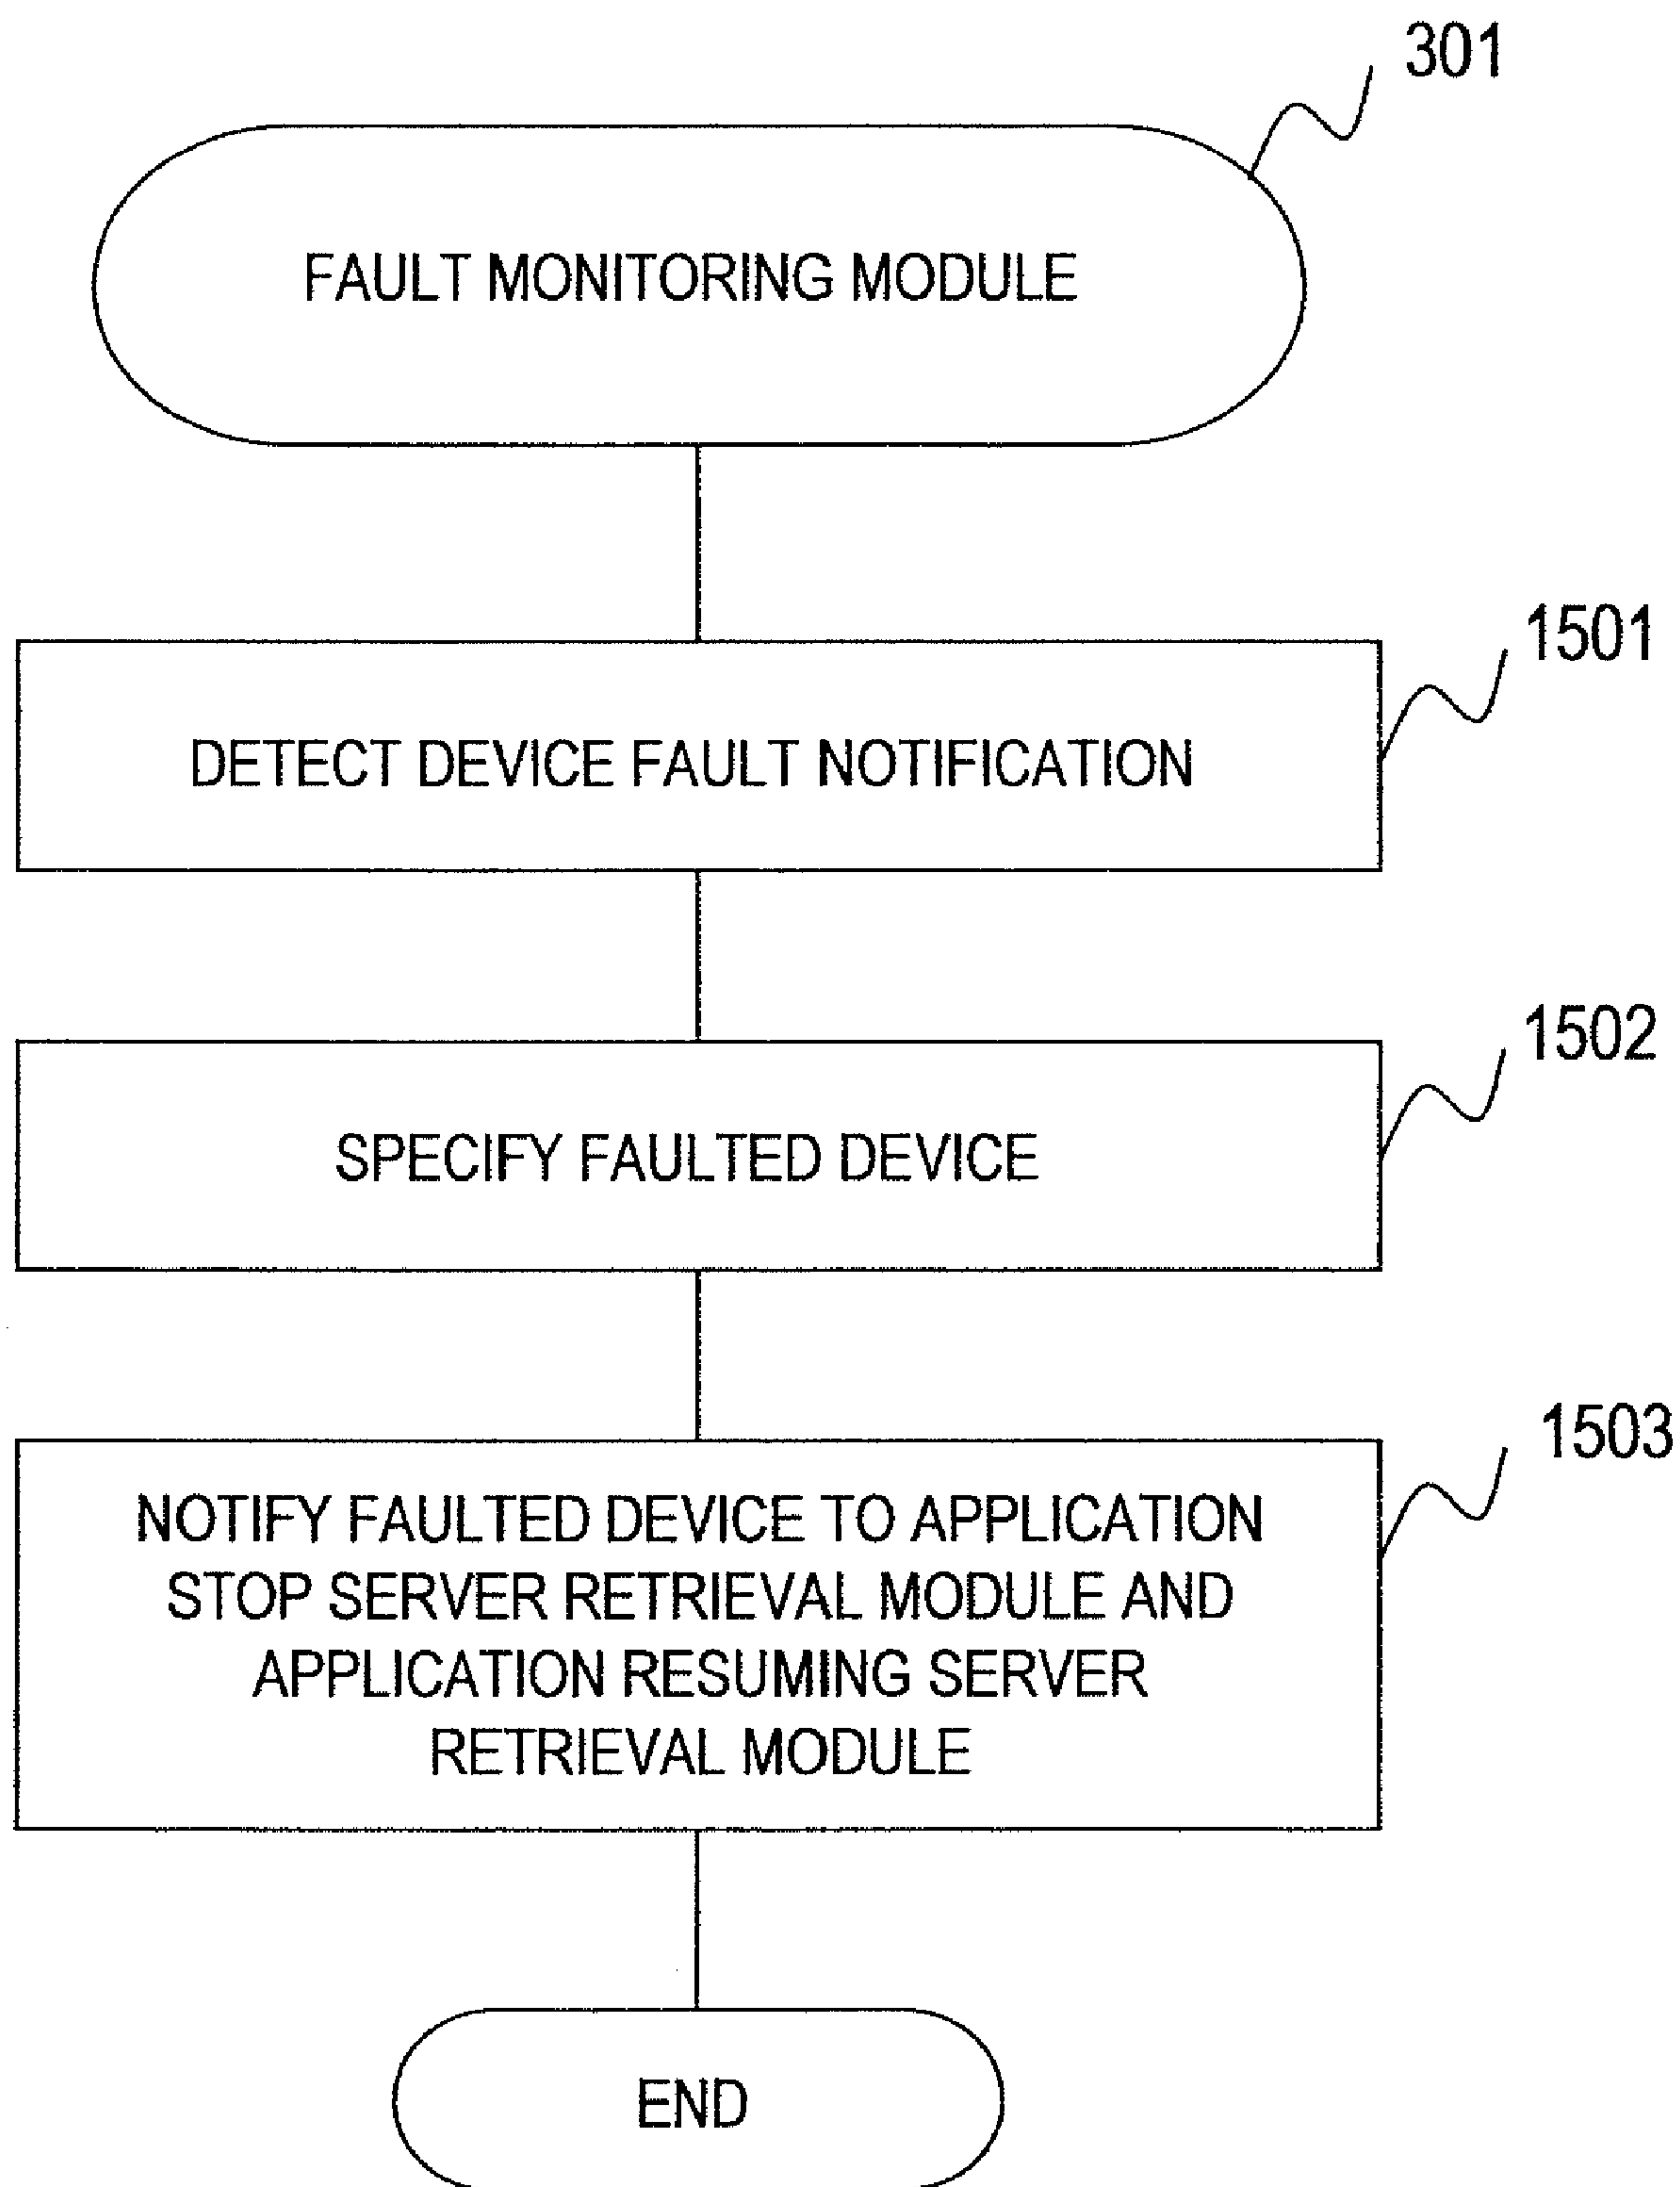 301
FAULT MONITORING MODULE
1501
DETECT DEVICE FAULT NOTIFICATION
1502
SPECIFY FAULTED DEVICE
1503
NOTIFY FAULTED DEVICE TO APPLICATION
STOP SERVER RETRIEVAL MODULE AND
APPLICATION RESUMING SERVER
RETRIEVAL MODULE
END